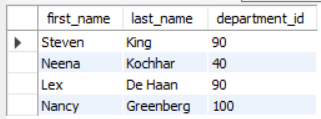 first_name last_name department_id
Steven King 90
Neena Kochhar 40
Lex De Haan 90
Nancy Greenberg 100